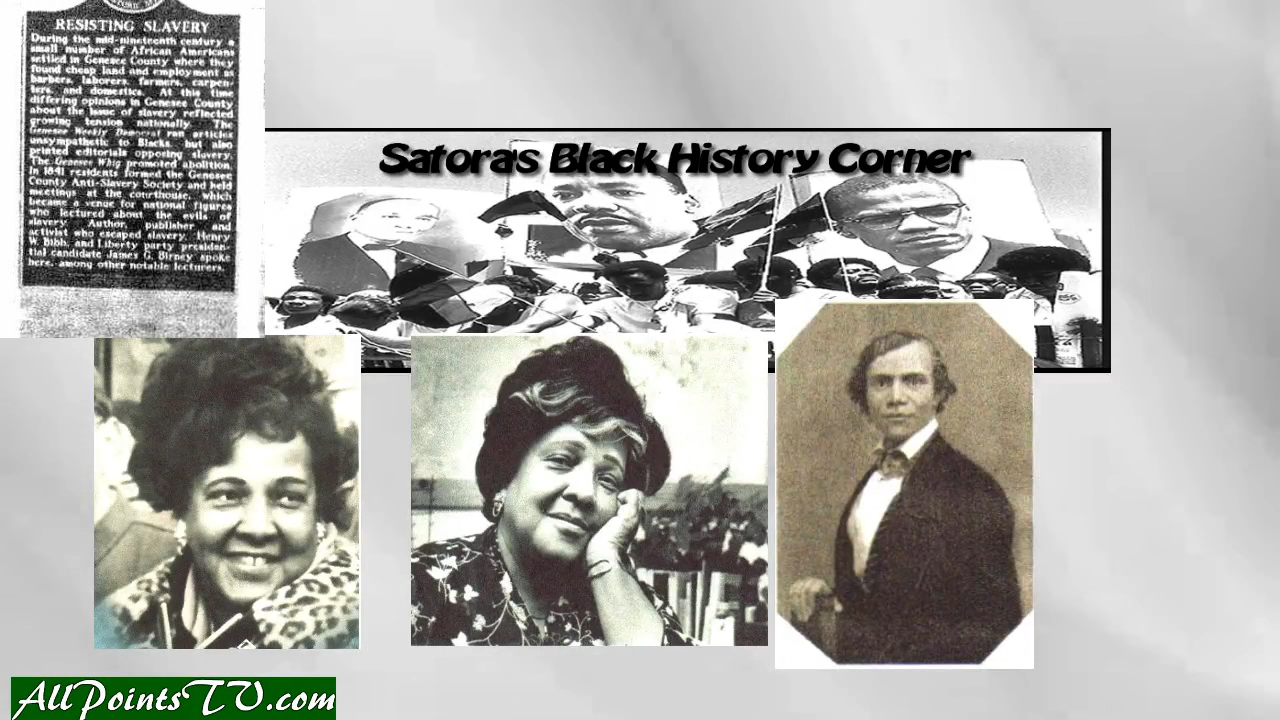 RESISTING SLAVERY
During the mid-nineteenth century a
small number of African Americans
settled in Genesee County where they
found cheap land and employment as
barbers, laborers, farmers, carpen-
ters, and domestics. At this time
differing opinions in Genesee County
about the issue of slavery reflected
growing tension nationally. The
Genesee Weekly Democrat ran articles
unsympathetic to Blacks, but also
printed editorials opposing slavery.
The Genesee Whig promoted abolition.
In 1841 residents formed the Genesee
County Anti-Slavery Society and held
meetings at the courthouse, which
became a venue for national figures
who lectured about the evils of
slavery. Author, publisher and
activist who escaped slavery, Henry
W. Bibb, and Liberty party presiden
tial candidate James G. Birney spoke
here, among other notable lecturers.
Satora's Black History Corner
AllPointsTV.com